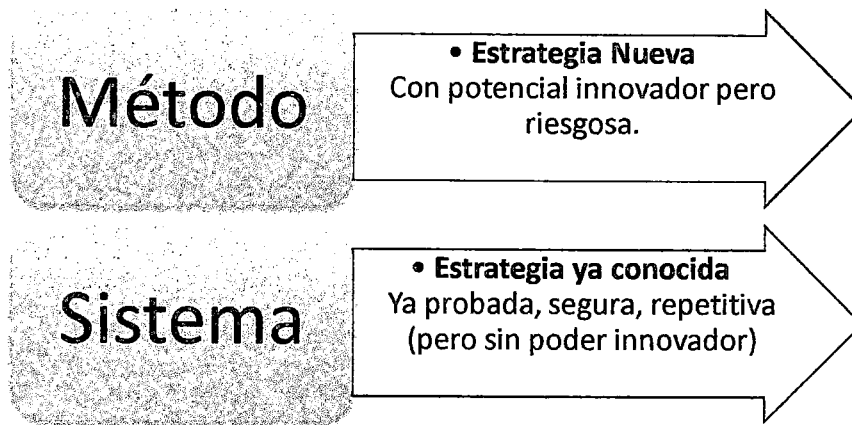 Método
• Estrategia Nueva
Con potencial innovador pero
riesgosa.
Sistema
• Estrategia ya conocida
Ya probada, segura, repetitiva
(pero sin poder innovador)